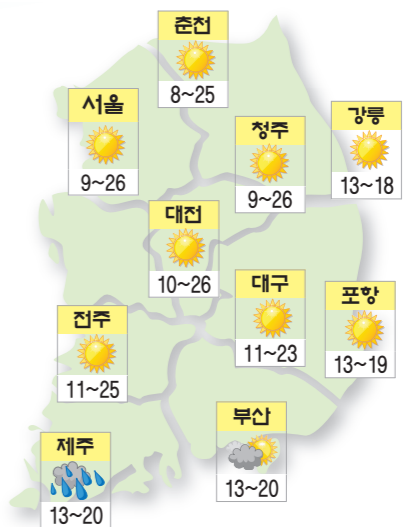 춘천
8~25
서울
9~26
청주
9~26
강릉
13~18
대전
10~26
대구
11~23
포항
13~19
전주
11~25
부산
13~20
제주
13~20